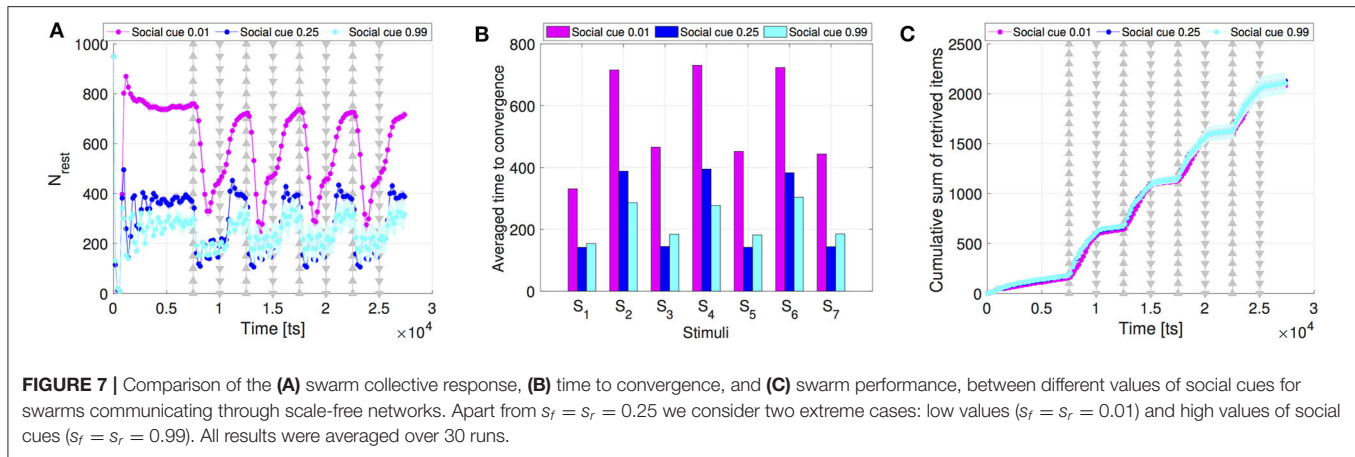 A
Social cue 0.01 Social cue 0.25 Social cue 0.99
1000
800
600
400
200
0
N_rest
0 0.5 1 1.5 2 2.5 3
Time [ts]
×10^4
B
Social cue 0.01 Social cue 0.25 Social cue 0.99
800
600
400
200
0
Averaged time to convergence
S_1 S_2 S_3 S_4 S_5 S_6 S_7
Stimuli
C
Social cue 0.01 Social cue 0.25 Social cue 0.99
2500
2000
1500
1000
500
0
Cumulative sum of retrived items
0 0.5 1 1.5 2 2.5 3
Time [ts]
×10^4
FIGURE 7 | Comparison of the (A) swarm collective response, (B) time to convergence, and (C) swarm performance, between different values of social cues for
swarms communicating through scale-free networks. Apart from s_f = s_r = 0.25 we consider two extreme cases: low values (s_f = s_r = 0.01) and high values of social
cues (s_f = s_r = 0.99). All results were averaged over 30 runs.